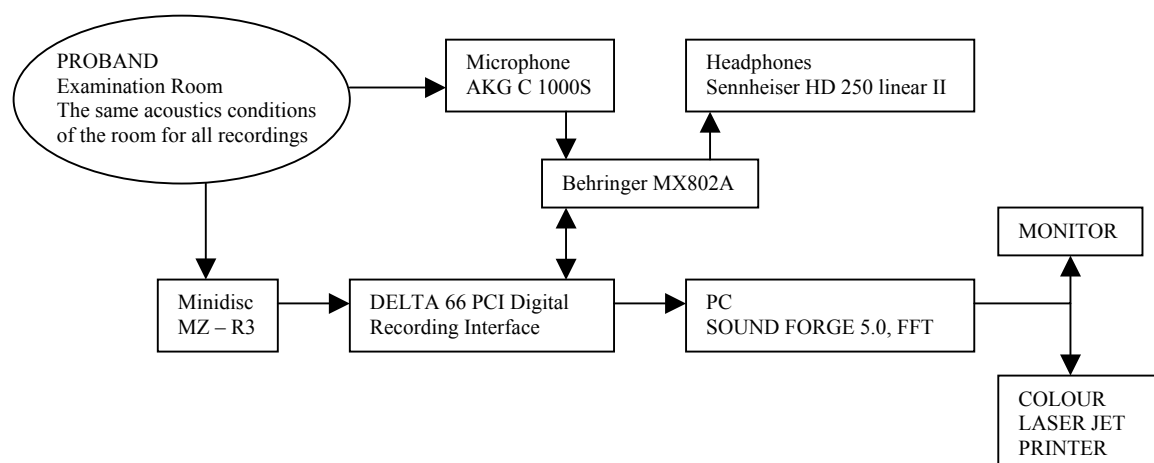 PROBAND
Examination Room
The same acoustics conditions
of the room for all recordings
Microphone
AKG C 1000S
Headphones
Sennheiser HD 250 linear II
Behringer MX802A
MONITOR
Minidisc
MZ – R3
DELTA 66 PCI Digital
Recording Interface
PC
SOUND FORGE 5.0, FFT
COLOUR
LASER JET
PRINTER